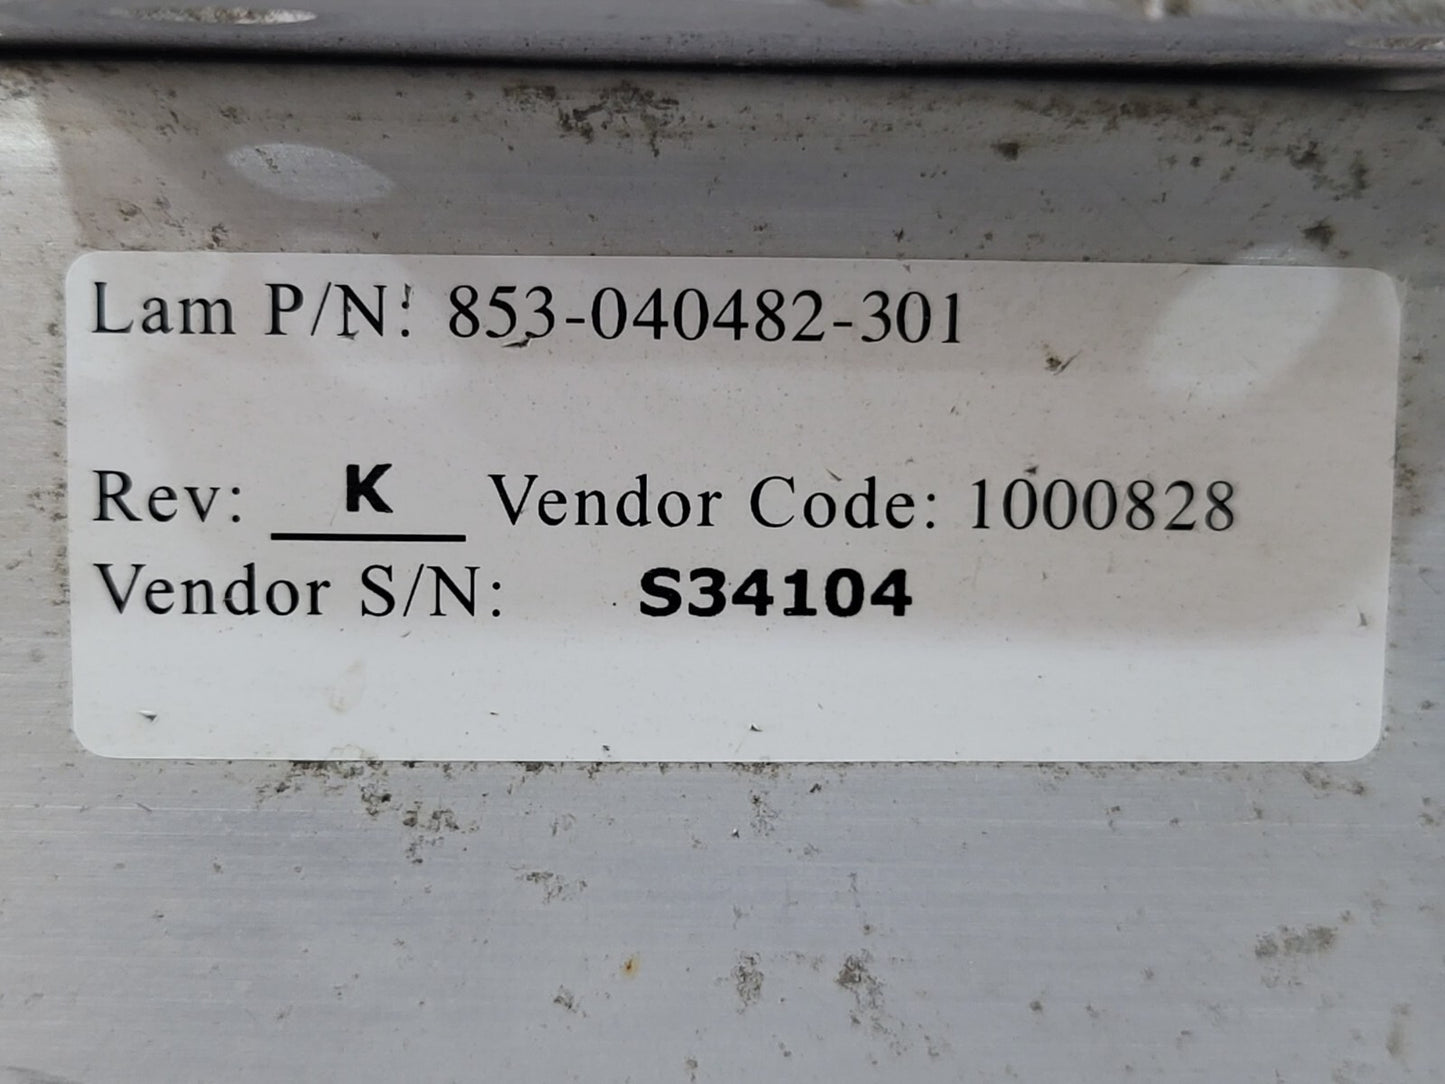 Lam P/N: 853-040482-301
Rev: K Vendor Code: 1000828
Vendor S/N: S34104